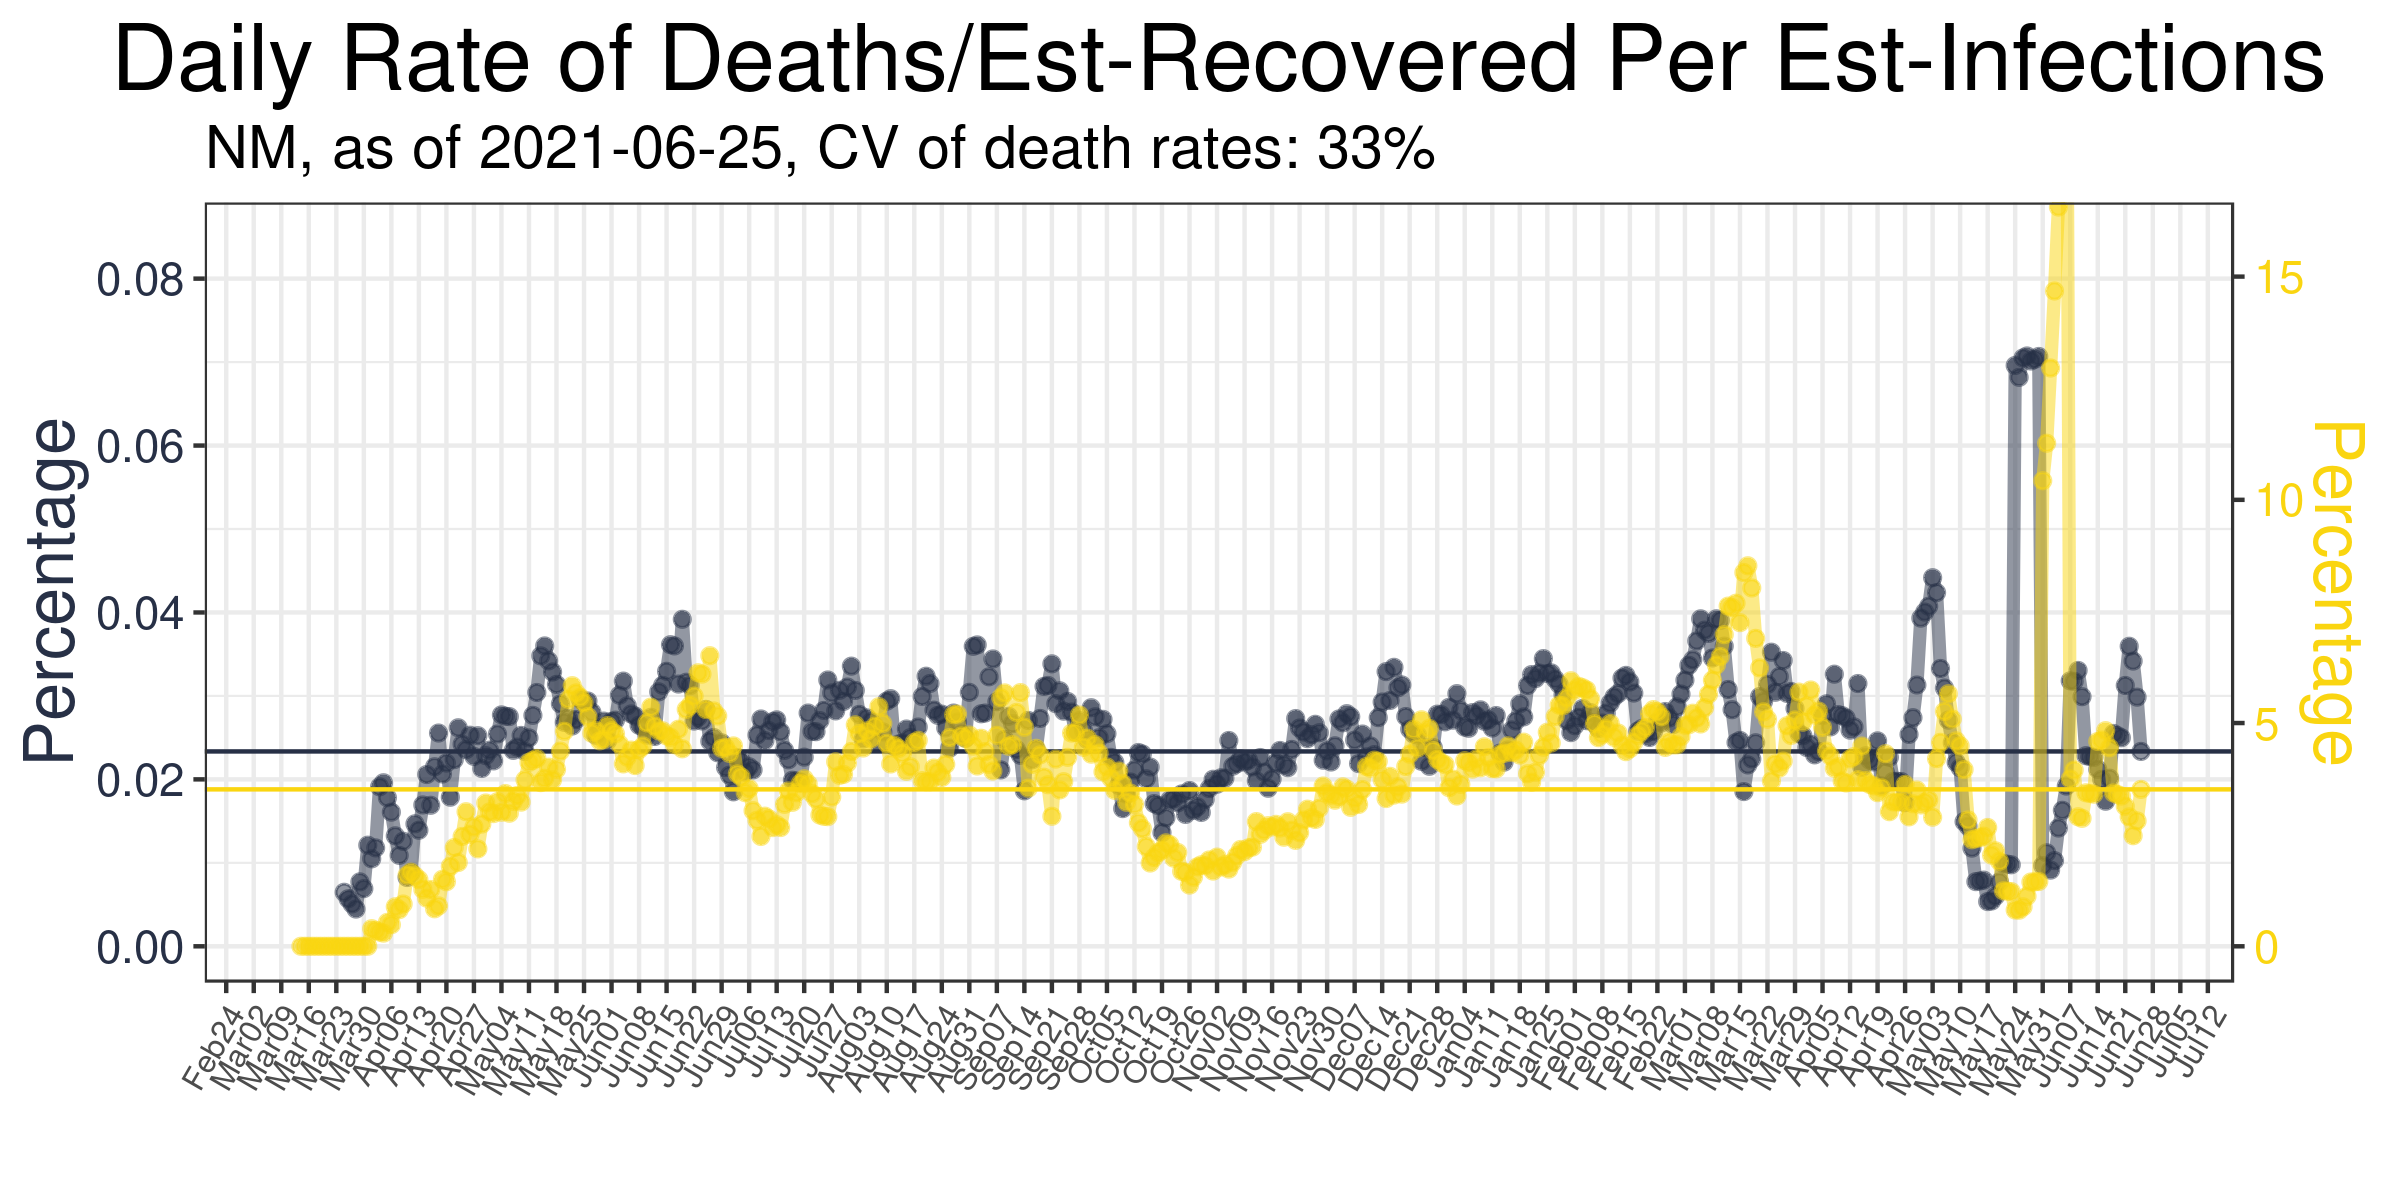 Daily Rate of Deaths/Est-Recovered Per Est-Infections
NM, as of 2021-06-25, CV of death rates: 33%
Percentage
0.08
0.06
0.04
0.02
0.00
15
10
5
0
Percentage
Feb24
Mar02
Mar09
Mar16
Mar23
Mar30
Apr06
Apr13
Apr20
Apr27
May04
May11
May18
May25
Jun01
Jun08
Jun15
Jun22
Jun29
Jul06
Jul13
Jul20
Jul27
Aug03
Aug10
Aug17
Aug24
Aug31
Sep07
Sep14
Sep21
Sep28
Oct05
Oct12
Oct19
Oct26
Nov02
Nov09
Nov16
Nov23
Nov30
Dec07
Dec14
Dec21
Dec28
Jan04
Jan11
Jan18
Jan25
Feb01
Feb08
Feb15
Feb22
Mar01
Mar08
Mar15
Mar22
Mar29
Apr05
Apr12
Apr19
Apr26
May03
May10
May17
May24
May31
Jun07
Jun14
Jun21
Jun28
Jul05
Jul12